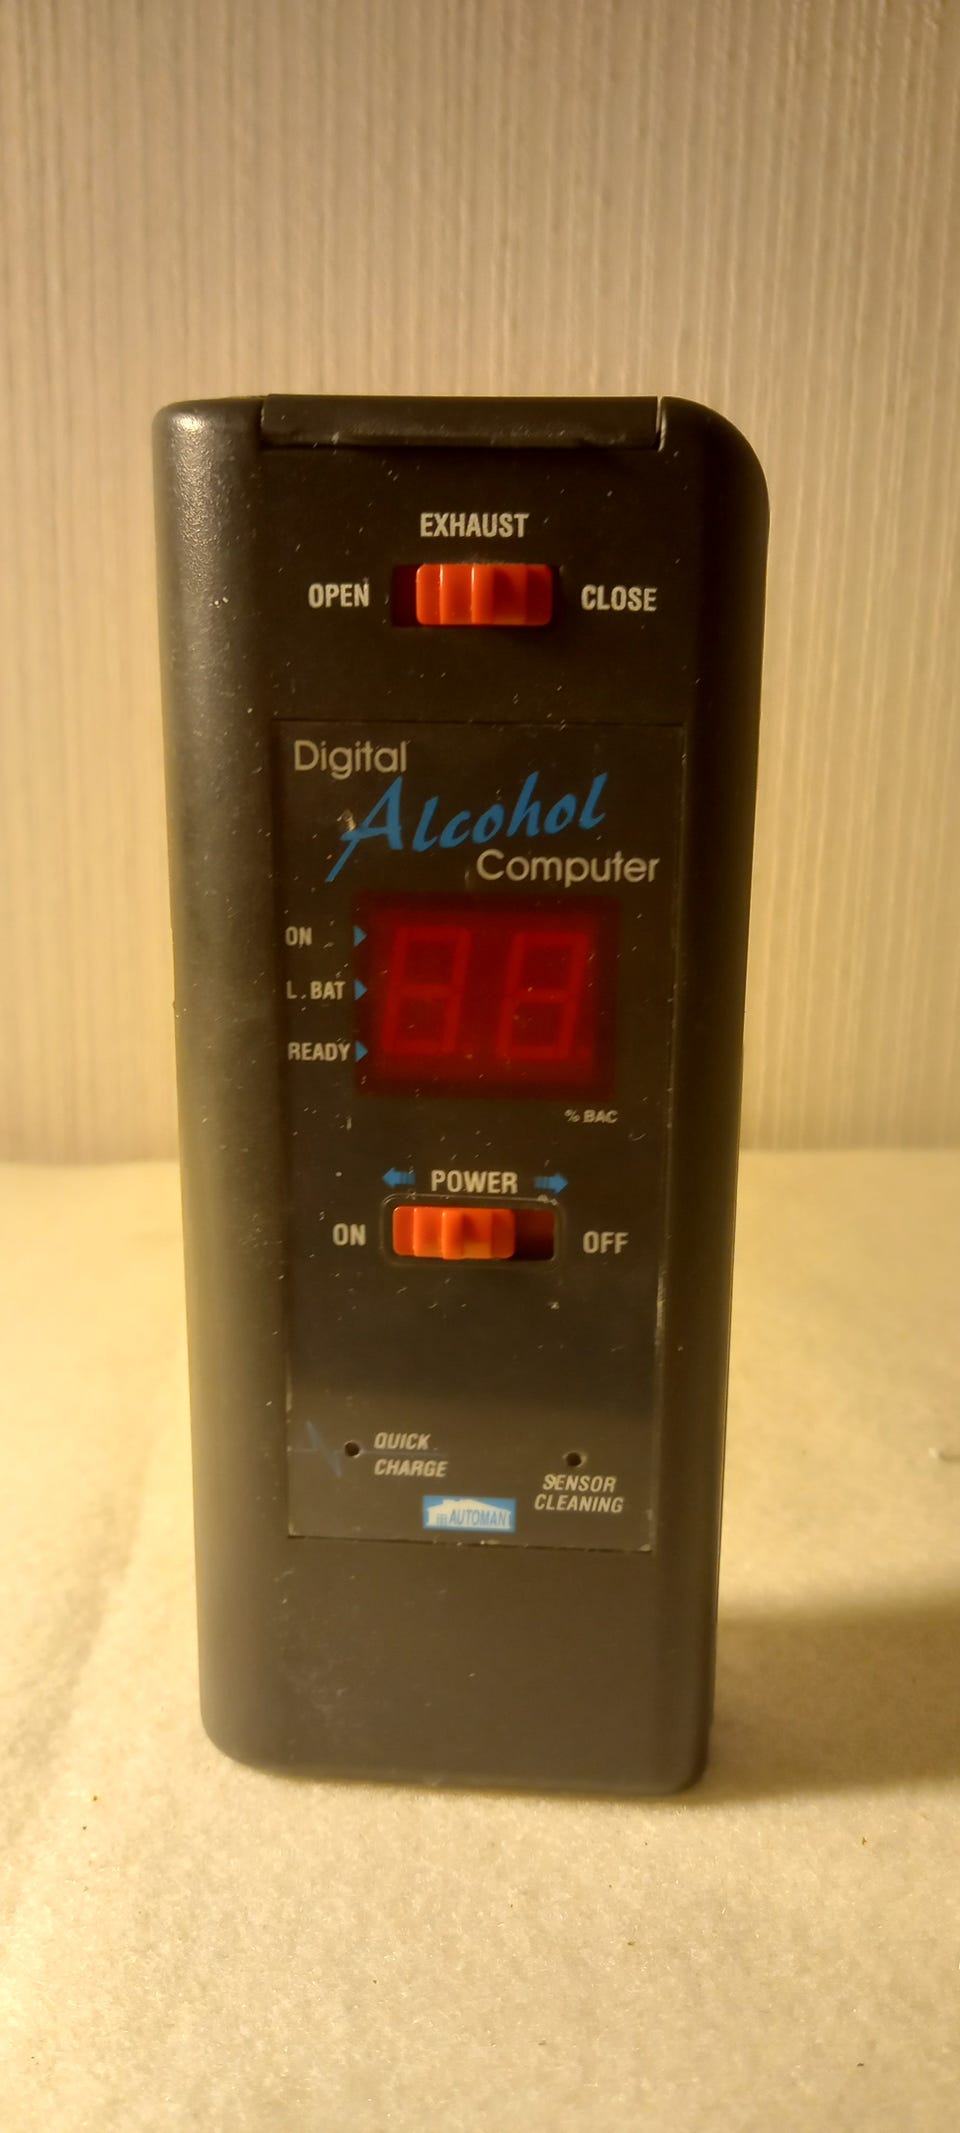 EXHAUST
OPEN CLOSE
Digital
Alcohol
Computer
ON
L. BAT
READY
% BAC
POWER
ON OFF
QUICK
CHARGE
SENSOR
CLEANING
AUTOMAN